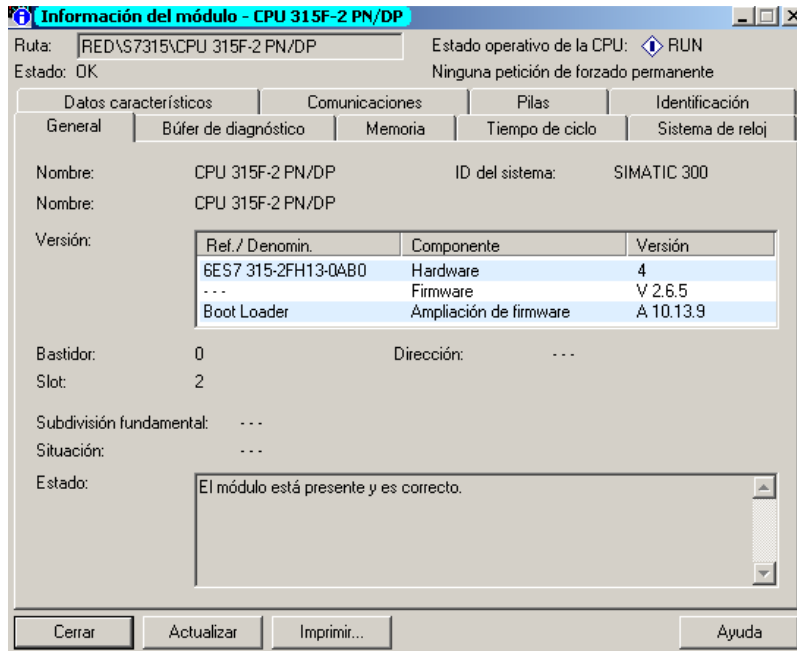 Información del módulo - CPU 315F-2 PN/DP
Ruta: RED\S7315\CPU 315F-2 PN/DP Estado operativo de la CPU: RUN
Estado: OK Ninguna petición de forzado permanente
Datos característicos Comunicaciones Pilas Identificación
General Búfer de diagnóstico Memoria Tiempo de ciclo Sistema de reloj
Nombre: CPU 315F-2 PN/DP ID del sistema: SIMATIC 300
Nombre: CPU 315F-2 PN/DP
Versión: Ref./ Denomin. Componente Versión
6ES7 315-2FH13-0AB0 Hardware 4
- - - Firmware V 2.6.5
Boot Loader Ampliación de firmware A 10.13.9
Bastidor: 0 Dirección: - - -
Slot: 2
Subdivisión fundamental: - - -
Situación: - - -
Estado: El módulo está presente y es correcto.
Cerrar Actualizar Imprimir... Ayuda